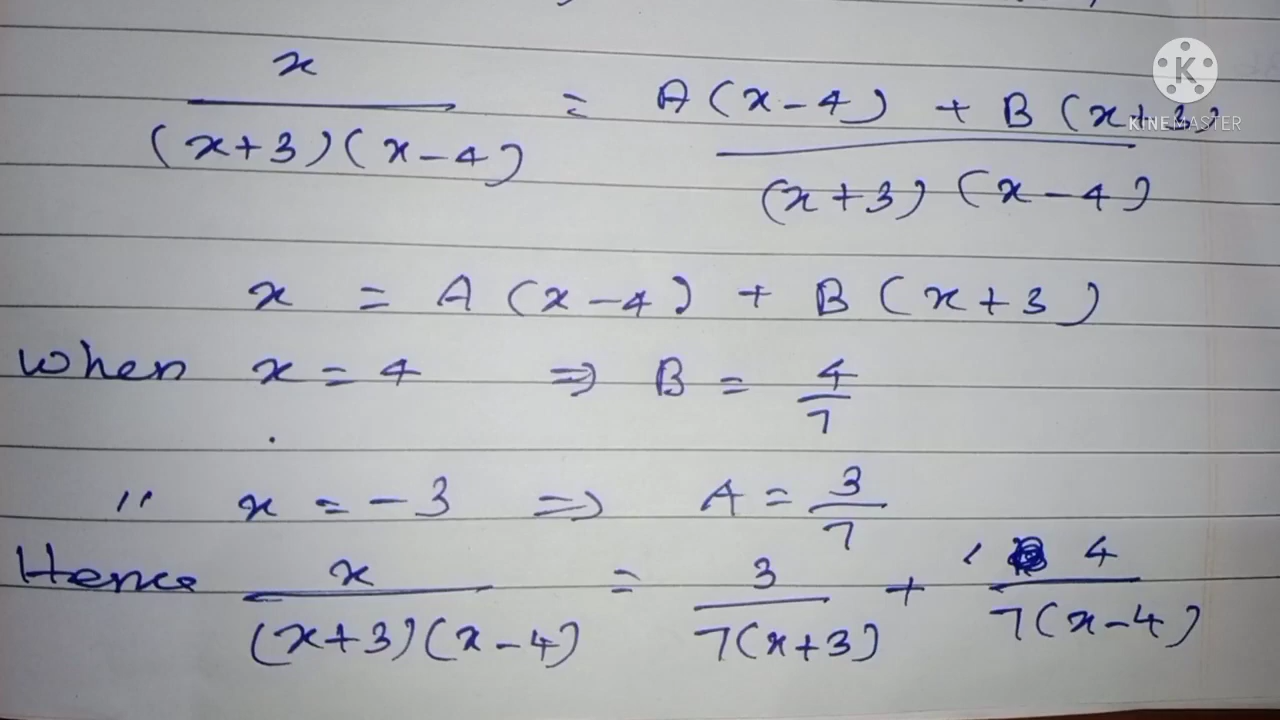 x / (x+3)(x-4) = A(x-4) + B(x+3) / (x+3)(x-4)
K
KINEMASTER
x = A(x-4) + B(x+3)
When x = 4 ⇒ B = 4/7
" x = -3 ⇒ A = 3/7
Hence x / (x+3)(x-4) = 3 / 7(x+3) + 4 / 7(x-4)